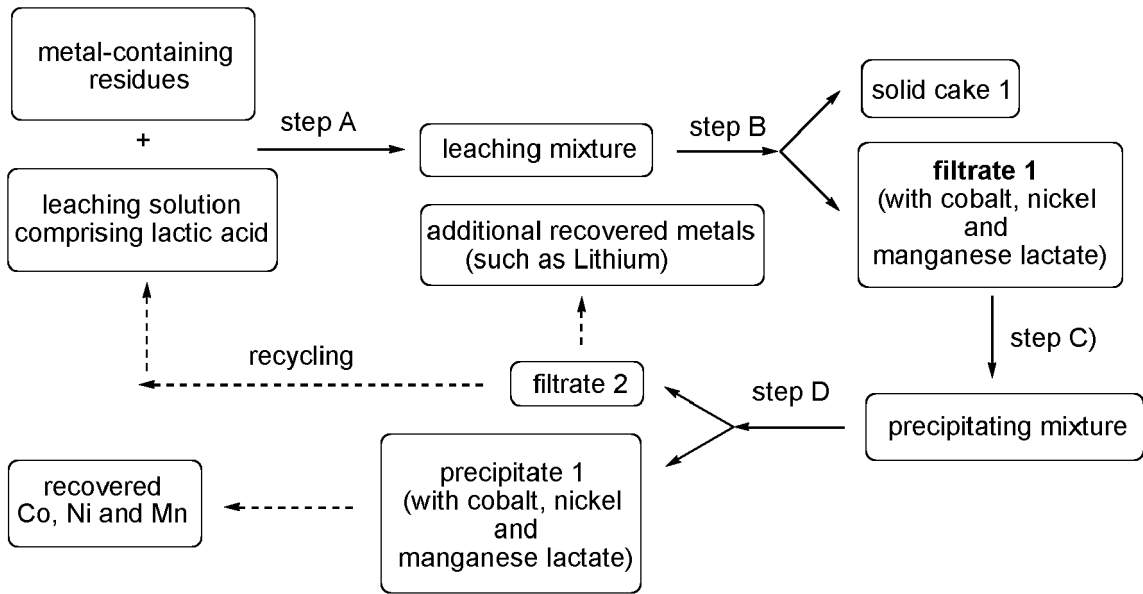 metal-containing
residues
+
leaching solution
comprising lactic acid
step A
leaching mixture
step B
solid cake 1
filtrate 1
(with cobalt, nickel
and
manganese lactate)
additional recovered metals
(such as Lithium)
step C)
recycling
filtrate 2
step D
precipitating mixture
precipitate 1
(with cobalt, nickel
and
manganese lactate)
recovered
Co, Ni and Mn